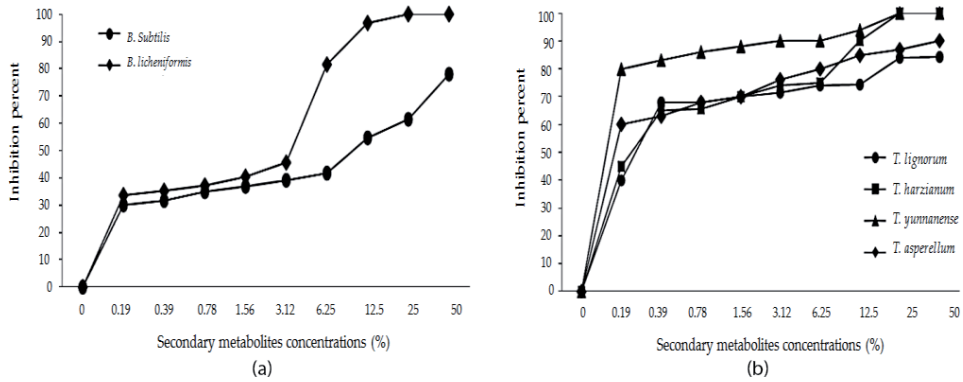 100
90
80
70
60
50
40
30
20
10
0
Inhibition percent
B. Subtilis
B. licheniformis
0 0.19 0.39 0.78 1.56 3.12 6.25 12.5 25 50
Secondary metabolites concentrations (%)
(a)
100
90
80
70
60
50
40
30
20
10
0
Inhibition percent
T. lignorum
T. harzianum
T. yunnanense
T. asperellum
0 0.19 0.39 0.78 1.56 3.12 6.25 12.5 25 50
Secondary metabolites concentrations (%)
(b)